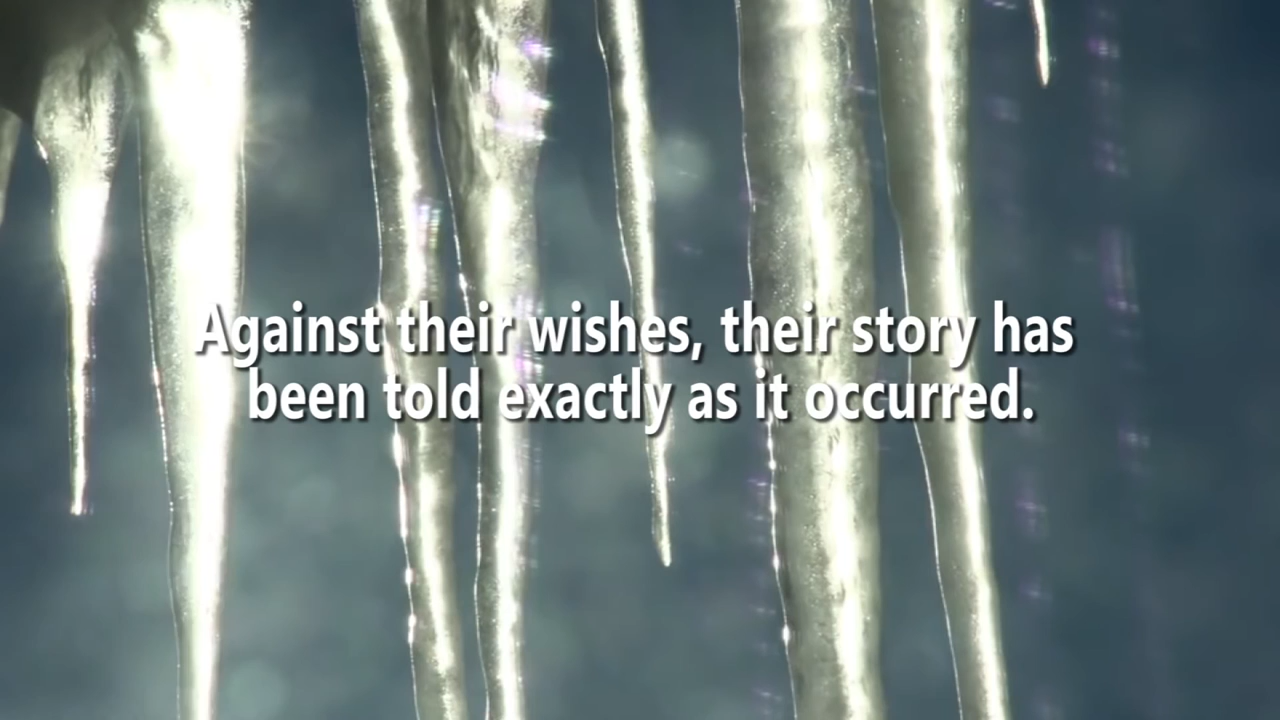 Against their wishes, their story has
been told exactly as it occurred.